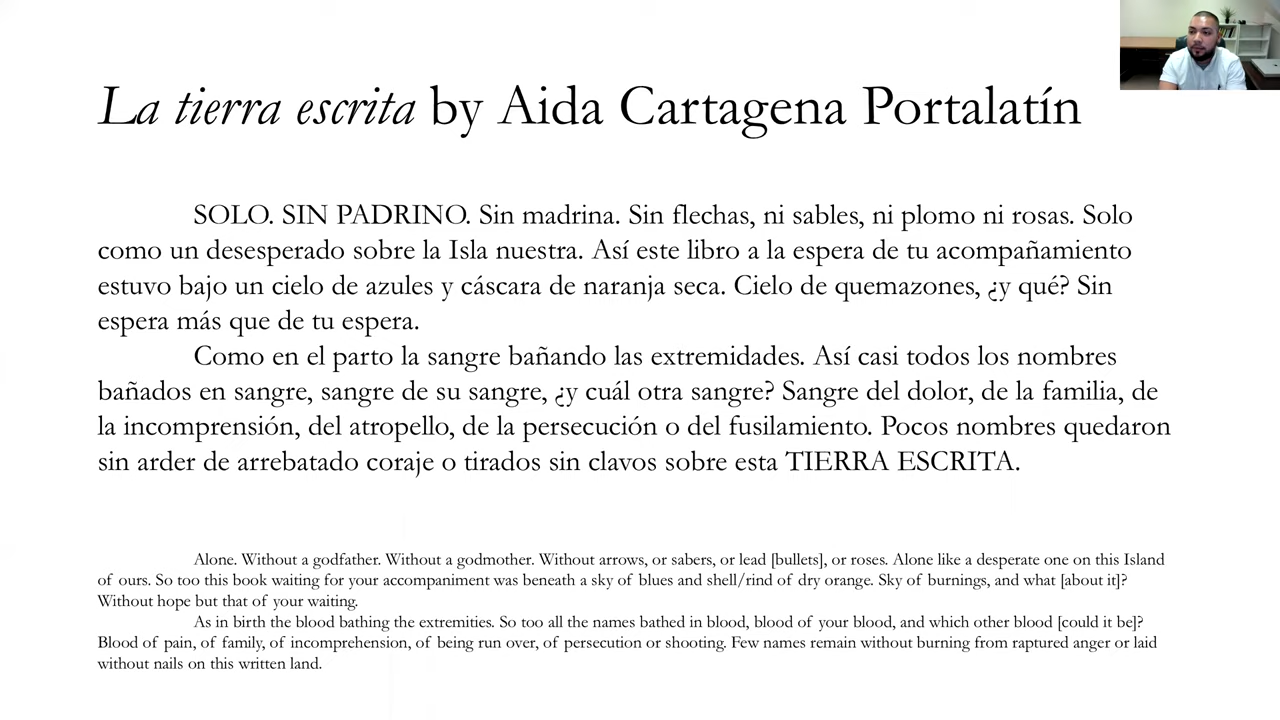 La tierra escrita by Aida Cartagena Portalatín
SOLO. SIN PADRINO. Sin madrina. Sin flechas, ni sables, ni plomo ni rosas. Solo
como un desesperado sobre la Isla nuestra. Así este libro a la espera de tu acompañamiento
estuvo bajo un cielo de azules y cáscara de naranja seca. Cielo de quemazones, ¿y qué? Sin
espera más que de tu espera.
Como en el parto la sangre bañando las extremidades. Así casi todos los nombres
bañados en sangre, sangre de su sangre, ¿y cuál otra sangre? Sangre del dolor, de la familia, de
la incomprensión, del atropello, de la persecución o del fusilamiento. Pocos nombres quedaron
sin arder de arrebatado coraje o tirados sin clavos sobre esta TIERRA ESCRITA.
Alone. Without a godfather. Without a godmother. Without arrows, or sabers, or lead [bullets], or roses. Alone like a desperate one on this Island
of ours. So too this book waiting for your accompaniment was beneath a sky of blues and shell/rind of dry orange. Sky of burnings, and what [about it]?
Without hope but that of your waiting.
As in birth the blood bathing the extremities. So too all the names bathed in blood, blood of your blood, and which other blood [could it be]?
Blood of pain, of family, of incomprehension, of being run over, of persecution or shooting. Few names remain without burning from raptured anger or laid
without nails on this written land.